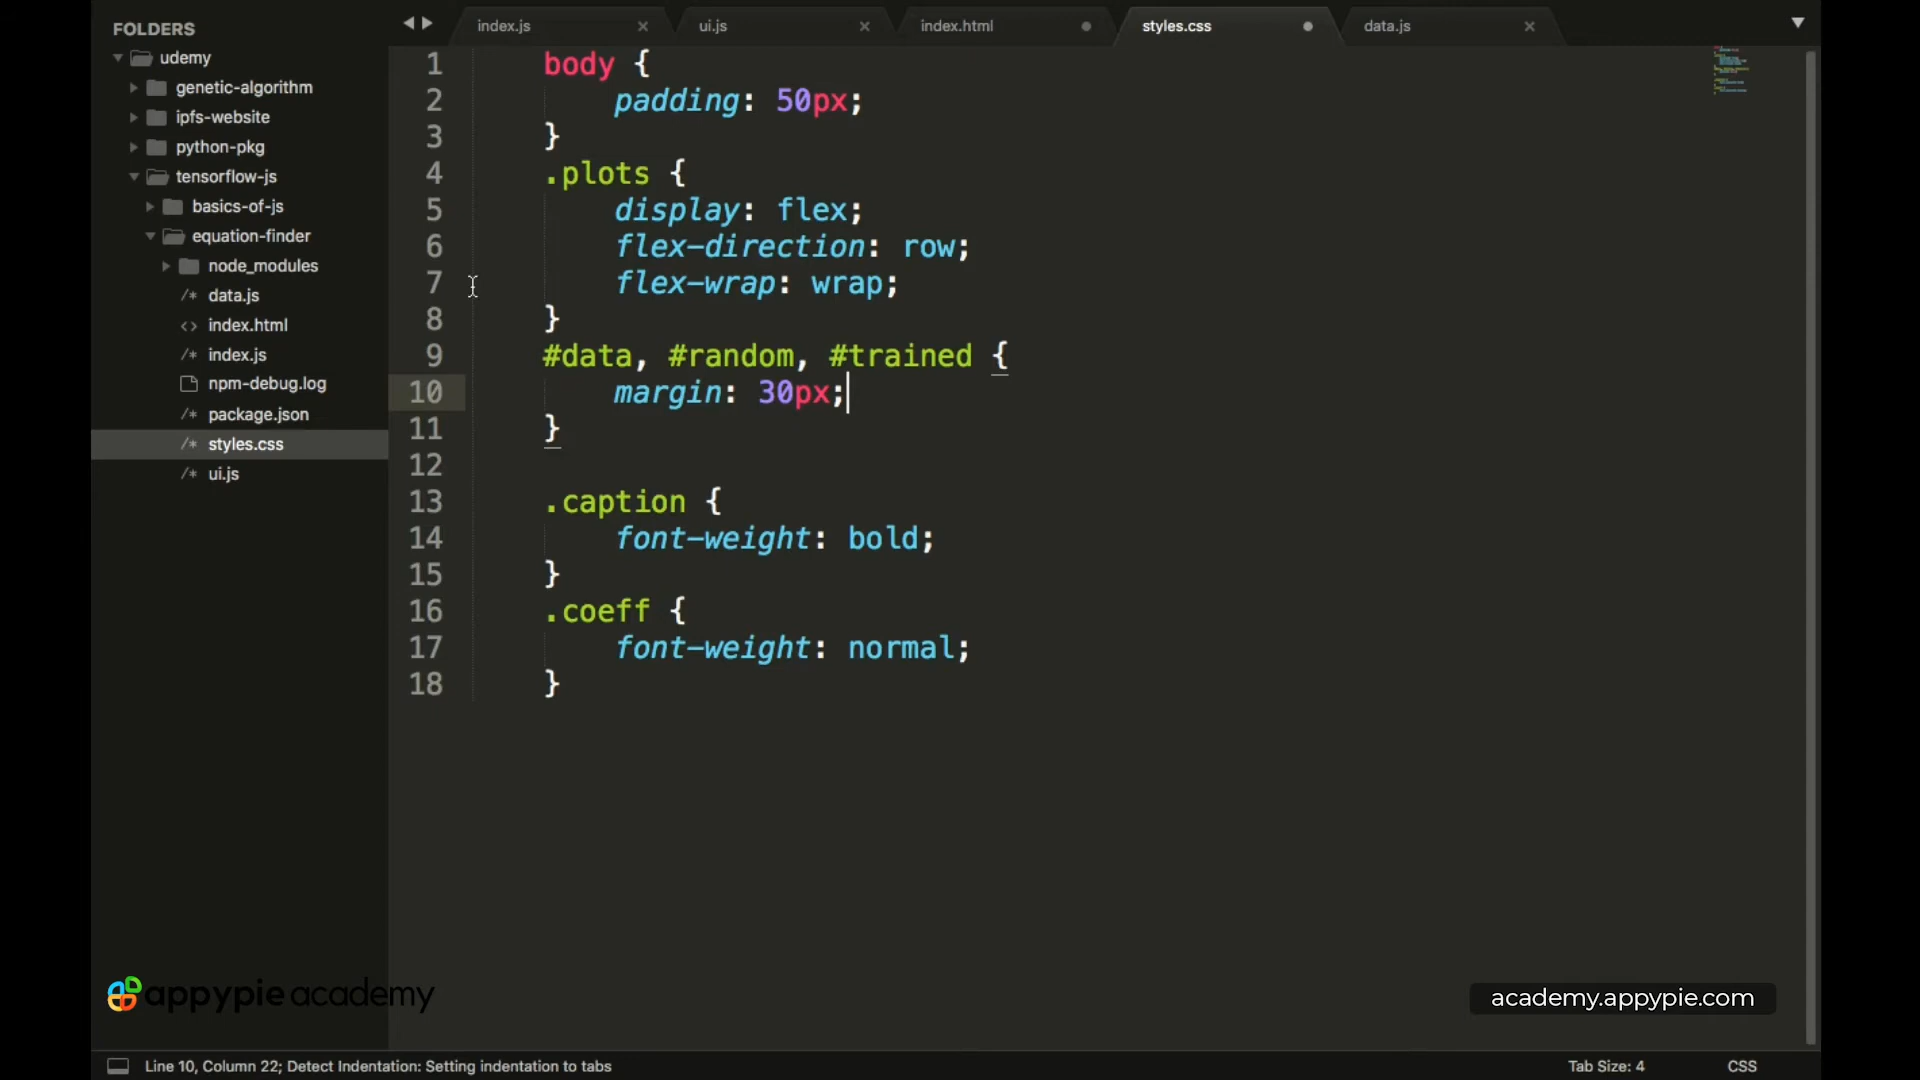 FOLDERS
udemy
genetic-algorithm
ipfs-website
python-pkg
tensorflow-js
basics-of-js
equation-finder
node_modules
/* data.js
<> index.html
/* index.js
npm-debug.log
/* package.json
/* styles.css
/* ui.js
index.js × ui.js × index.html styles.css data.js ×
1 body {
2 padding: 50px;
3 }
4 .plots {
5 display: flex;
6 flex-direction: row;
7 flex-wrap: wrap;
8 }
9 #data, #random, #trained {
10 margin: 30px;
11 }
12
13 .caption {
14 font-weight: bold;
15 }
16 .coeff {
17 font-weight: normal;
18 }
appypie academy
academy.appypie.com
Line 10, Column 22; Detect Indentation: Setting indentation to tabs
Tab Size: 4
CSS